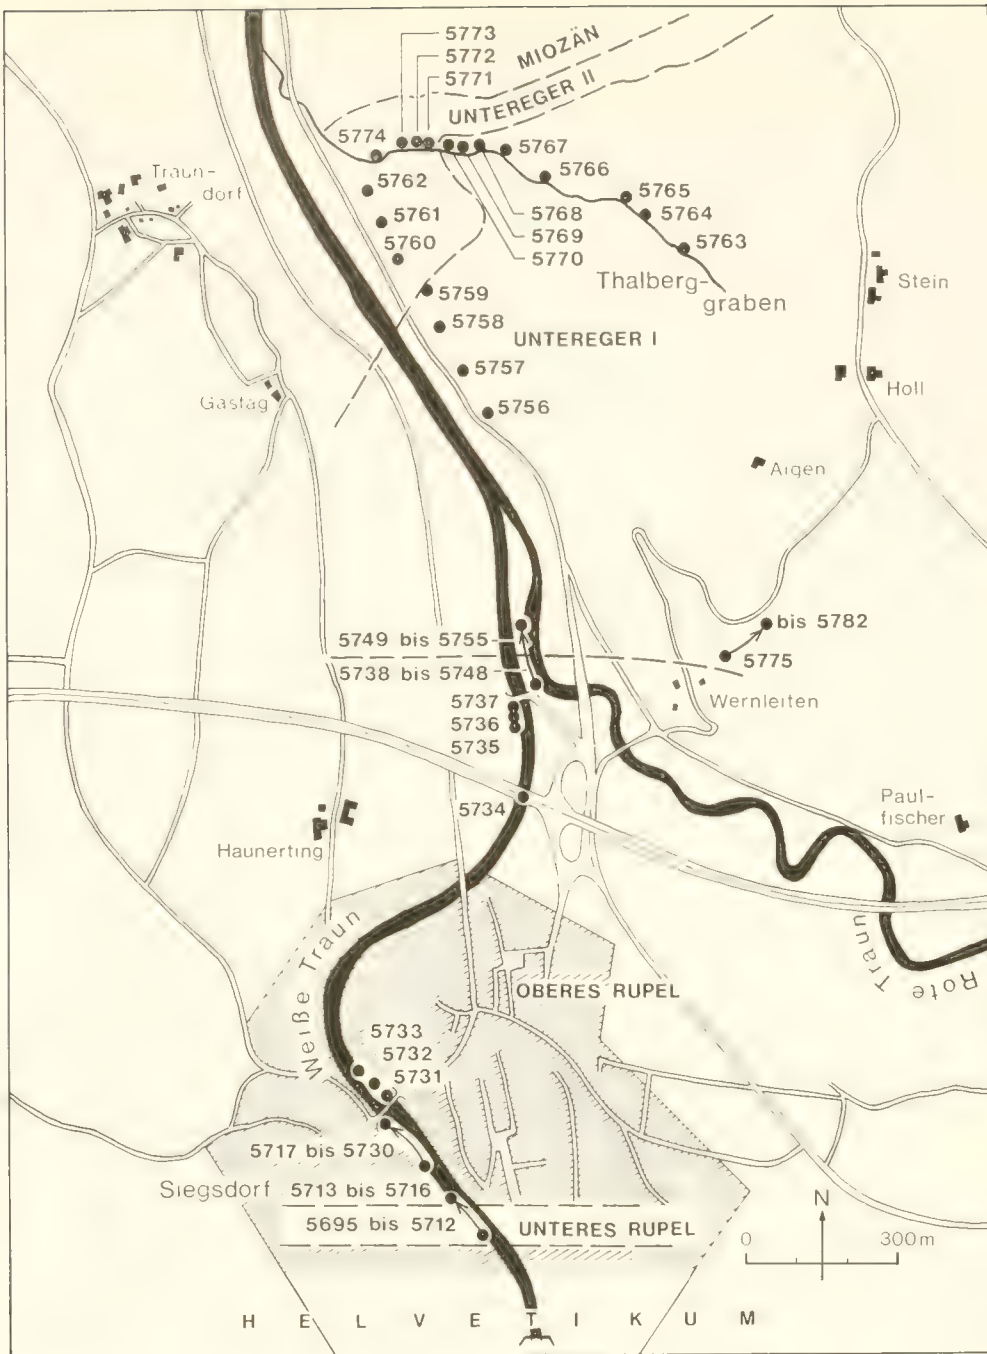 5773
5772
5771
MIOZÄN
UNTEREGER II
5774
5767
5766
5762
5765
5764
5768
5761
5769
5763
5760
5770
Traun-
dorf
Thalberg-
graben
Stein
5759
5758
UNTEREGER I
5757
Holl
Gastag
5756
Aigen
5749 bis 5755
bis 5782
5738 bis 5748
5775
5737
Wernleiten
5736
5735
5734
Paul-
fischer
Haunerting
Weiße Traun
Rote Traun
OBERES RUPEL
5733
5732
5731
5717 bis 5730
Siegsdorf
5713 bis 5716
5695 bis 5712
UNTERES RUPEL
N
0
300m
HELVETIKUM